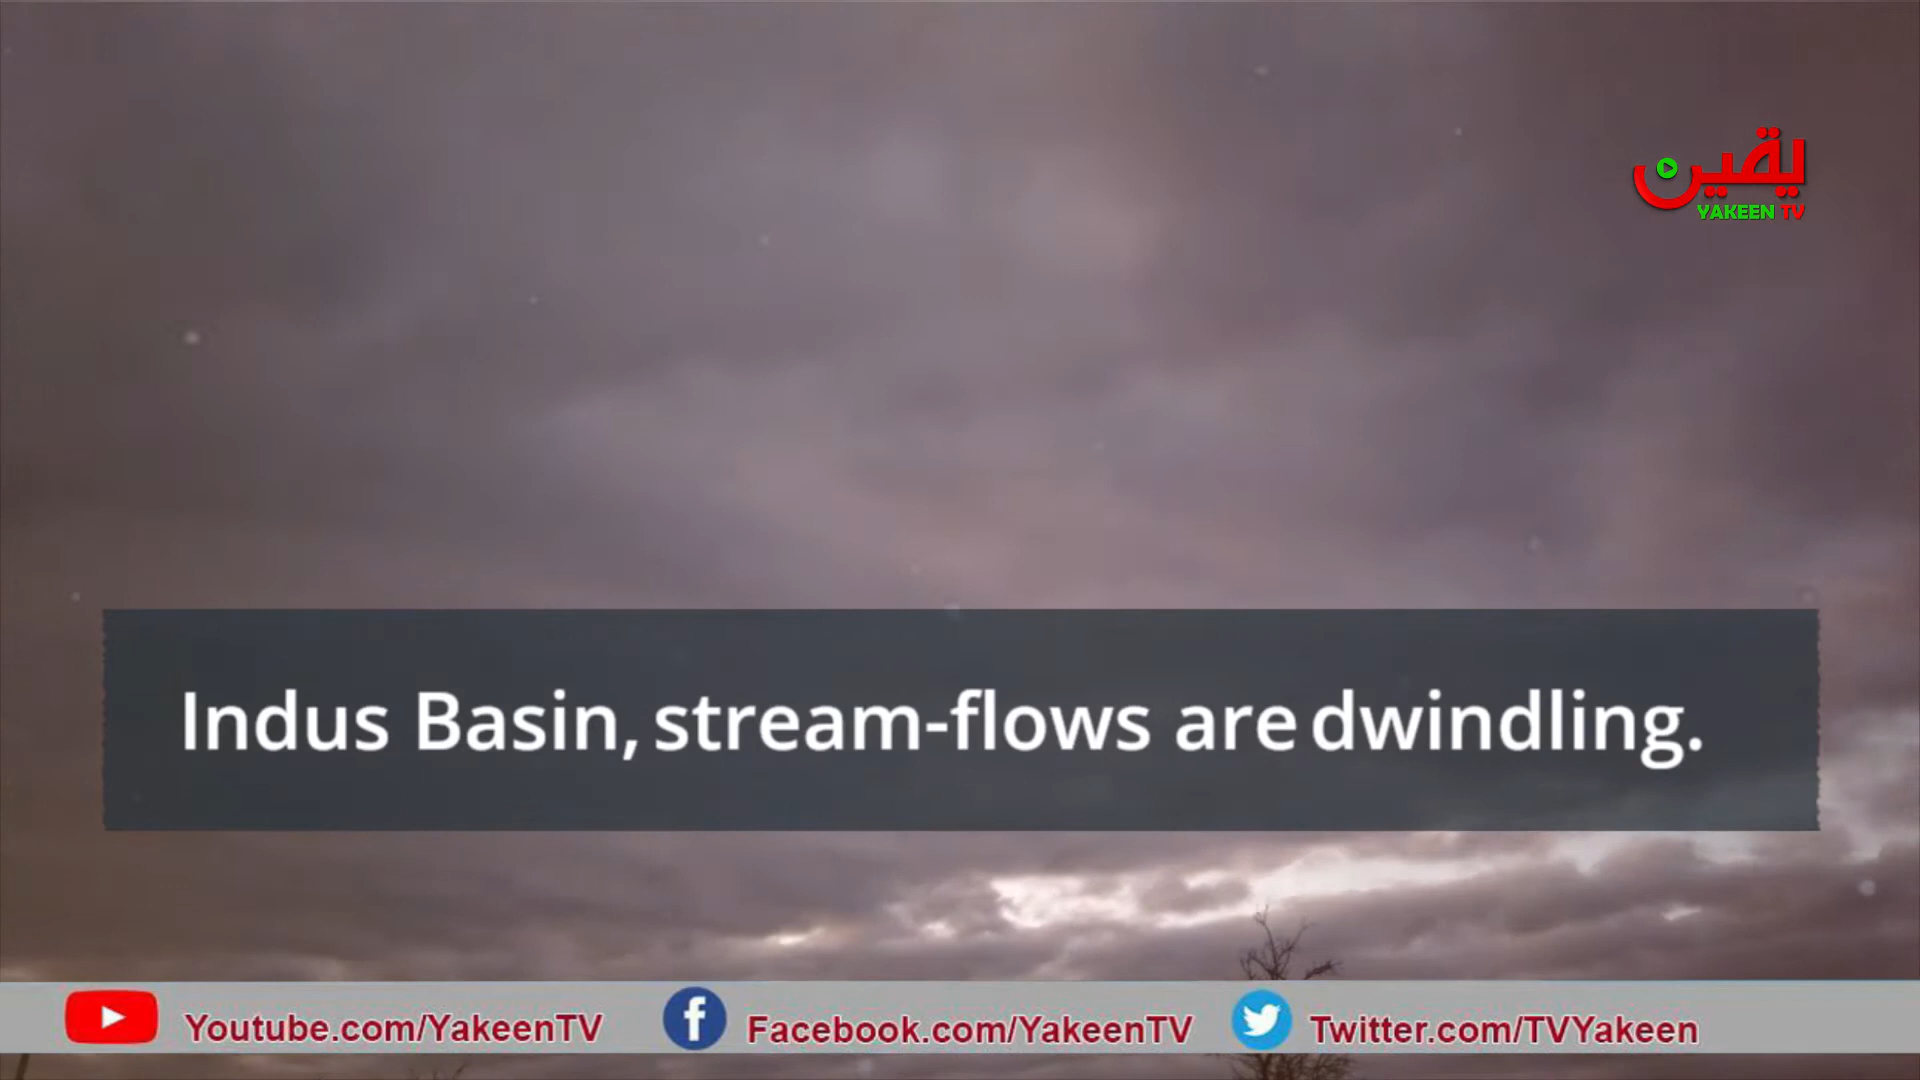 يقين
YAKEEN TV
Indus Basin, stream-flows are dwindling.
Youtube.com/YakeenTV
Facebook.com/YakeenTV
Twitter.com/TVYakeen